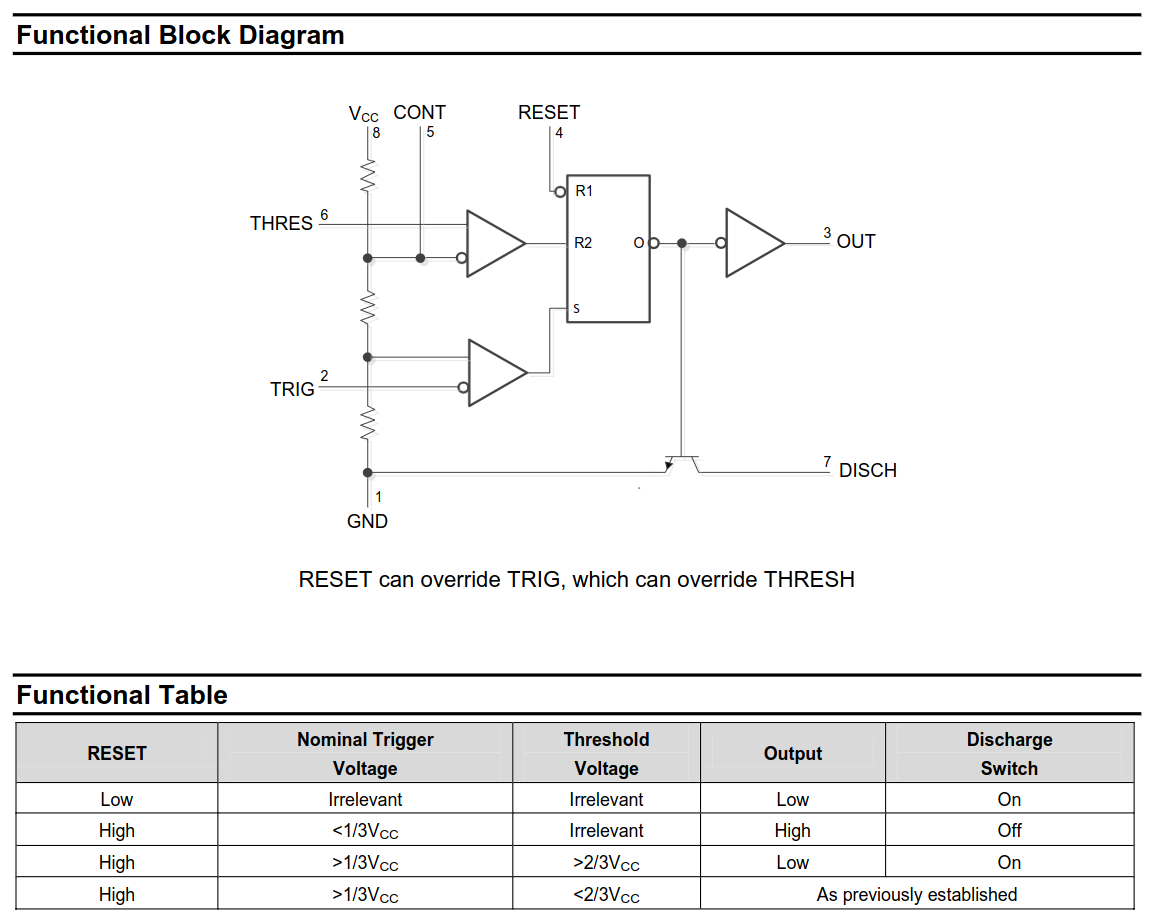 Functional Block Diagram
VCC CONT RESET
8 5 4
R1
THRES 6
R2 O 3 OUT
S
TRIG 2
7 DISCH
1
GND
RESET can override TRIG, which can override THRESH
Functional Table
RESET Nominal Trigger Voltage Threshold Voltage Output Discharge Switch
Low Irrelevant Irrelevant Low On
High <1/3VCC Irrelevant High Off
High >1/3VCC >2/3VCC Low On
High >1/3VCC <2/3VCC As previously established